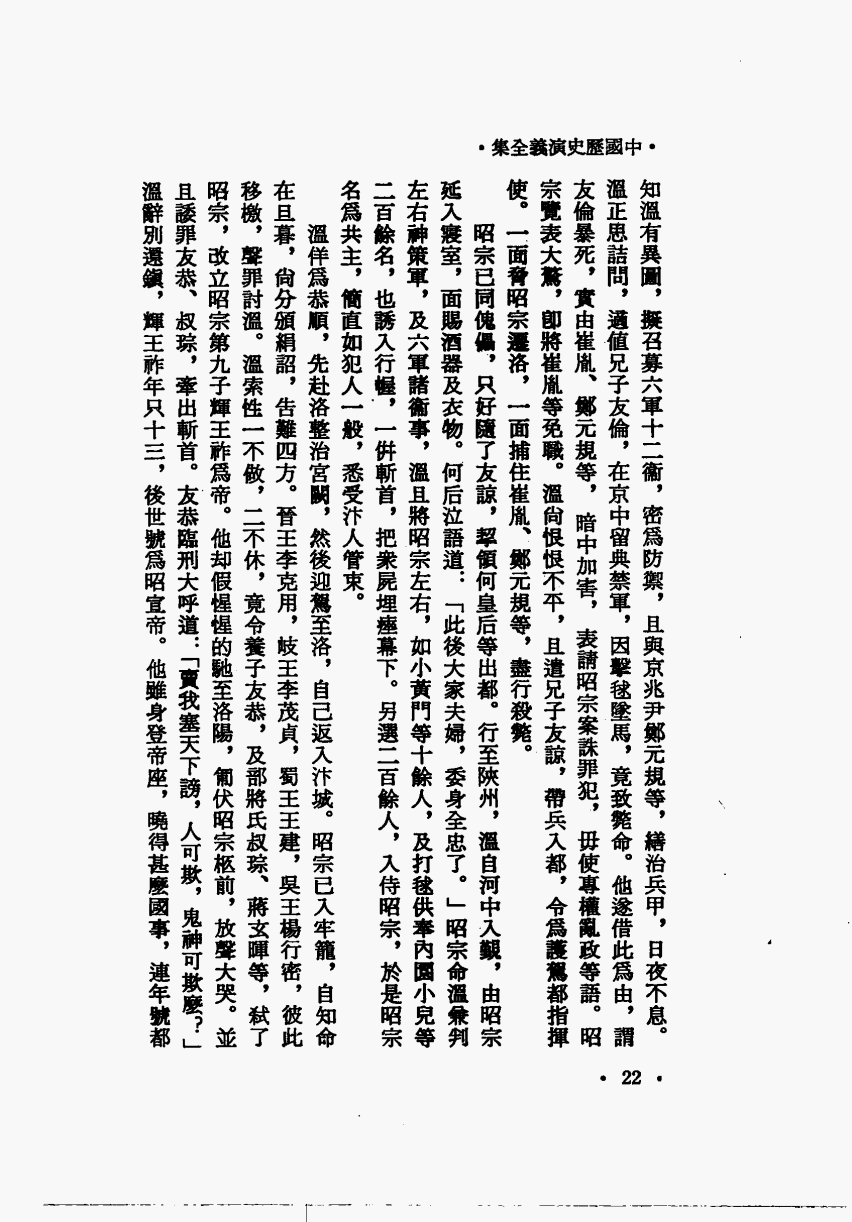 ·中國歷史演義全集·
知溫有異圖，擬召募六軍十二衞，密爲防禦，且與京兆尹鄭元規等，繕治兵甲，日夜不息。
溫正思詰問，適值兄子友倫，在京中留典禁軍，因擊毬墜馬，竟致斃命。他遂借此爲由，謂
友倫暴死，實由崔胤、鄭元規等，暗中加害，表請昭宗案誅罪犯，毋使專權亂政等語。昭
宗覽表大驚，卽將崔胤等免職。溫尙恨恨不平，且遣兄子友諒，帶兵入都，令爲護駕都指揮
使。一面脅昭宗遷洛，一面捕住崔胤、鄭元規等，盡行殺斃。
昭宗已同傀儡，只好隨了友諒，挈領何皇后等出都。行至陝州，溫自河中入覲，由昭宗
延入寢室，面賜酒器及衣物。何后泣語道：「此後大家夫婦，委身全忠了。」昭宗命溫兼判
左右神策軍，及六軍諸衞事，溫且將昭宗左右，如小黃門等十餘人，及打毬供奉內園小兒等
二百餘名，也誘入行幄，一併斬首，把衆屍埋瘞幕下。另選二百餘人，入侍昭宗，於是昭宗
名爲共主，簡直如犯人一般，悉受汴人管束。
溫佯爲恭順，先赴洛整治宮闕，然後迎駕至洛，自己返入汴城。昭宗已入牢籠，自知命
在旦暮，尙分頒絹詔，告難四方。晉王李克用，岐王李茂貞，蜀王王建，吳王楊行密，彼此
移檄，聲罪討溫。溫索性一不做，二不休，竟令養子友恭，及部將氏叔琮、蔣玄暉等，弒了
昭宗，改立昭宗第九子輝王祚爲帝。他却假惺惺的馳至洛陽，匍伏昭宗柩前，放聲大哭。並
且諉罪友恭、叔琮，牽出斬首。友恭臨刑大呼道：「賣我塞天下謗，人可欺，鬼神可欺麼？」
溫辭別還鎭，輝王祚年只十三，後世號爲昭宣帝。他雖身登帝座，曉得甚麼國事，連年號都
· 22 ·